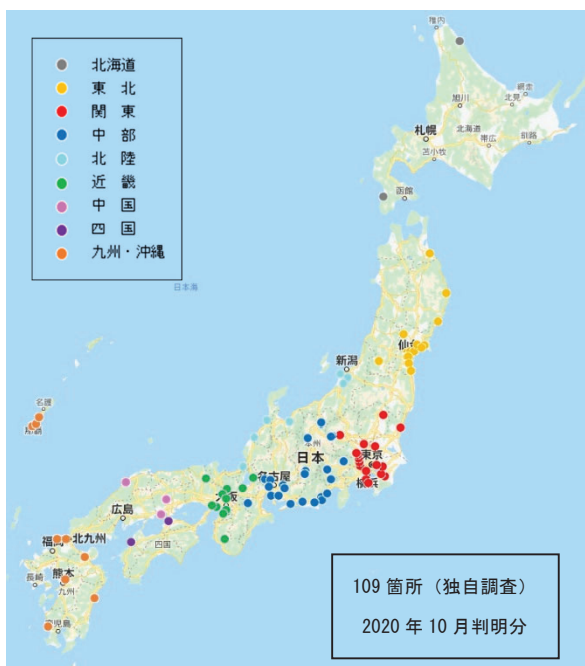 北海道
東　北
関　東
中　部
北　陸
近　畿
中　国
四　国
九州・沖縄
稚内
網走
旭川
北見
札幌
北海道
釧路
帯広
苫小牧
函館
日本海
仙
新潟
名護
那覇
本州
日本
東京
横浜
名古屋
大阪
広島
四国
北九州
福岡
長崎
熊本
九州
鹿児島
109 箇所（独自調査）
2020 年 10 月判明分